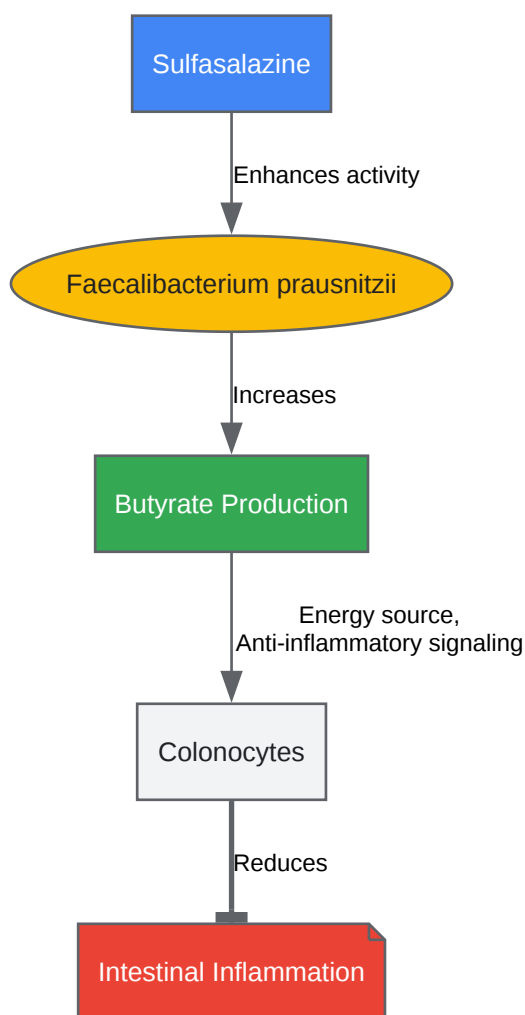 Sulfasalazine
Enhances activity
Faecalibacterium prausnitzii
Increases
Butyrate Production
Energy source,
Anti-inflammatory signaling
Colonocytes
Reduces
Intestinal Inflammation